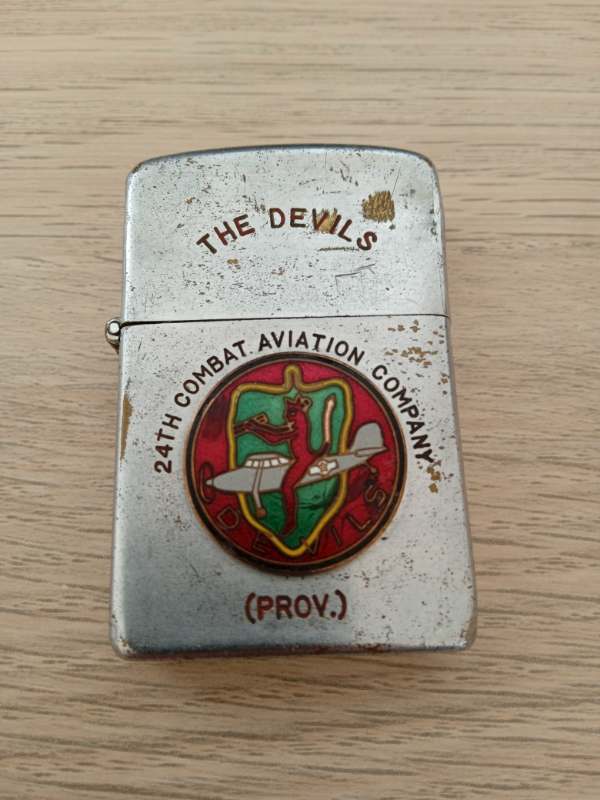 THE DEVILS
24TH COMBAT AVIATION COMPANY
DEVILS
(PROV.)